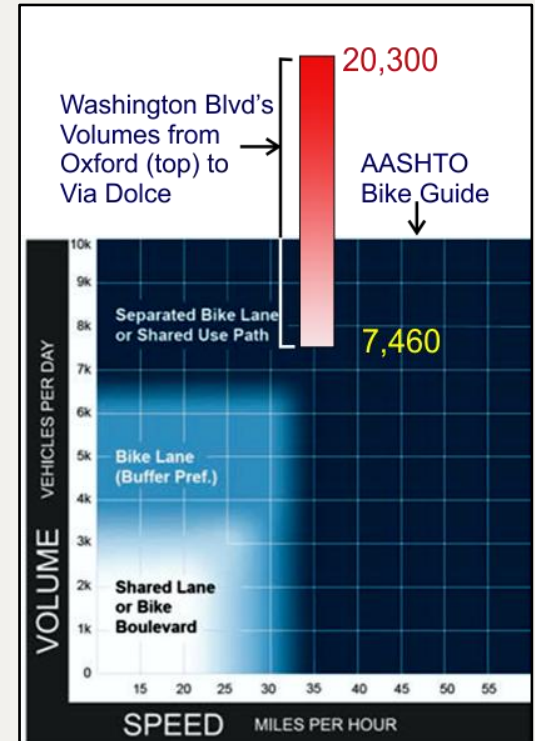 20,300
Washington Blvd's
Volumes from
Oxford (top) to
Via Dolce
AASHTO
Bike Guide
10k
9k
Separated Bike Lane
or Shared Use Path
8k
7,460
7k
6k
Bike Lane
(Buffer Pref.)
5k
4k
3k
Shared Lane
or Bike
Boulevard
2k
1k
0
VOLUME VEHICLES PER DAY
15 20 25 30 35 40 45 50 55
SPEED MILES PER HOUR